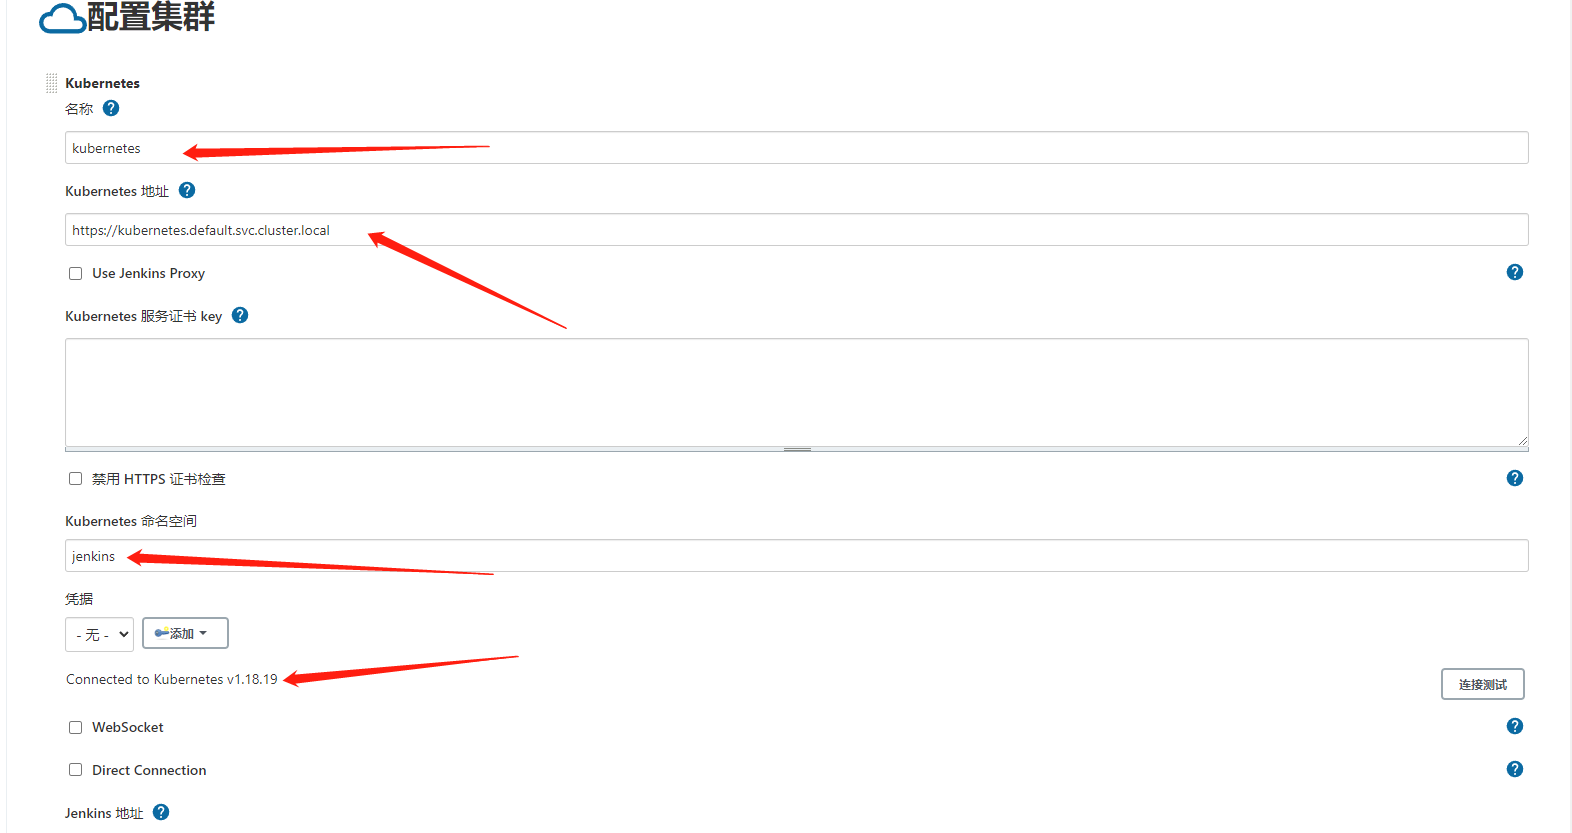 配置集群
Kubernetes
名称 ?
kubernetes
Kubernetes 地址 ?
https://kubernetes.default.svc.cluster.local
Use Jenkins Proxy ?
Kubernetes 服务证书 key ?
禁用 HTTPS 证书检查 ?
Kubernetes 命名空间
jenkins
凭据
- 无 - 添加
Connected to Kubernetes v1.18.19 连接测试
WebSocket ?
Direct Connection ?
Jenkins 地址 ?